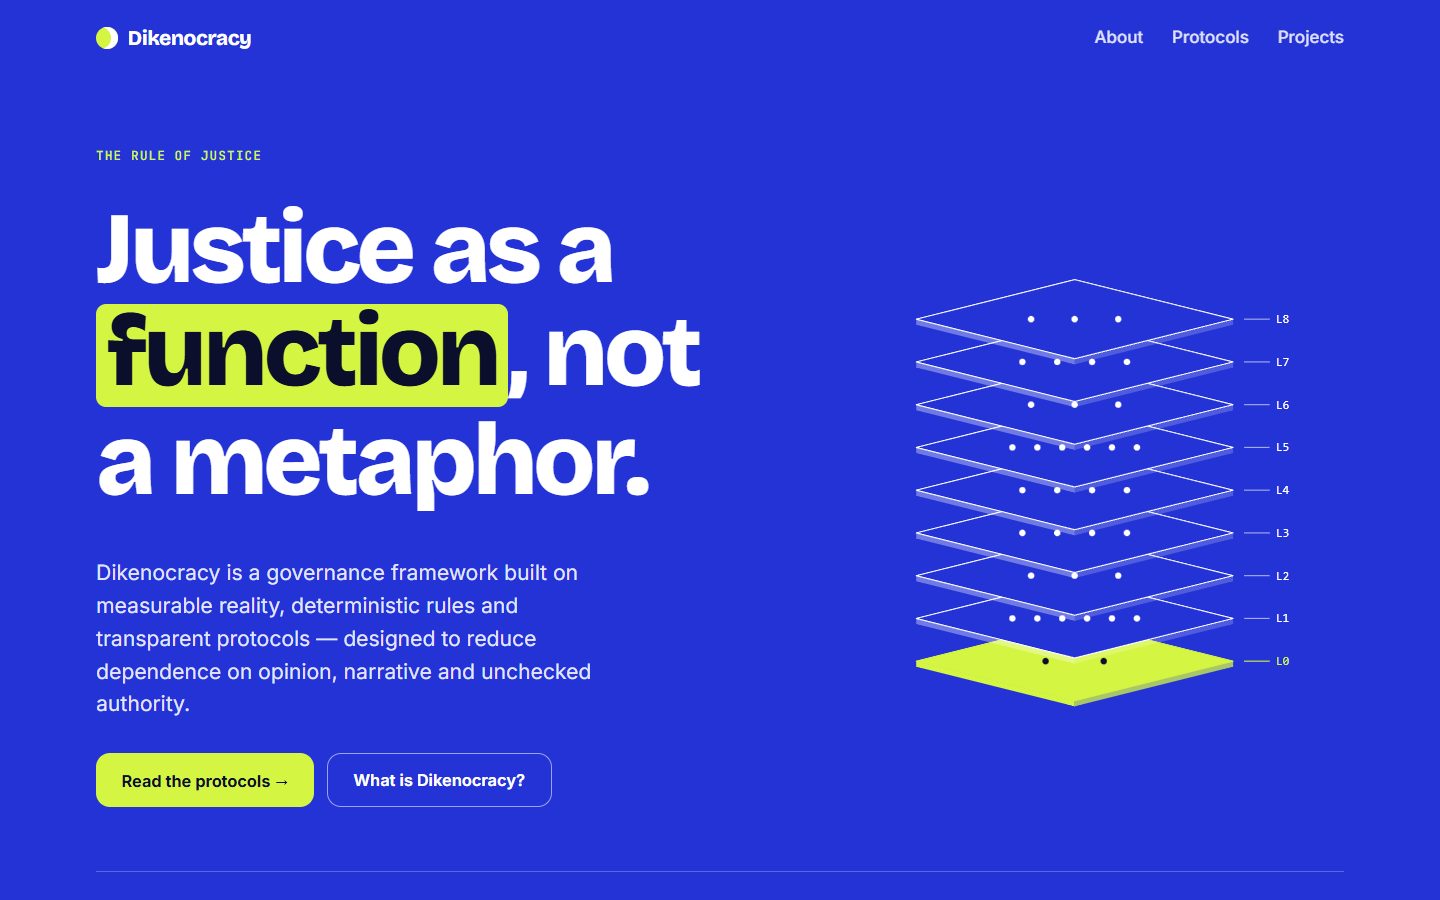 Dikenocracy
About Protocols Projects
THE RULE OF JUSTICE
Justice as a
function, not
a metaphor.
Dikenocracy is a governance framework built on
measurable reality, deterministic rules and
transparent protocols — designed to reduce
dependence on opinion, narrative and unchecked
authority.
Read the protocols →
What is Dikenocracy?
L8
L7
L6
L5
L4
L3
L2
L1
L0